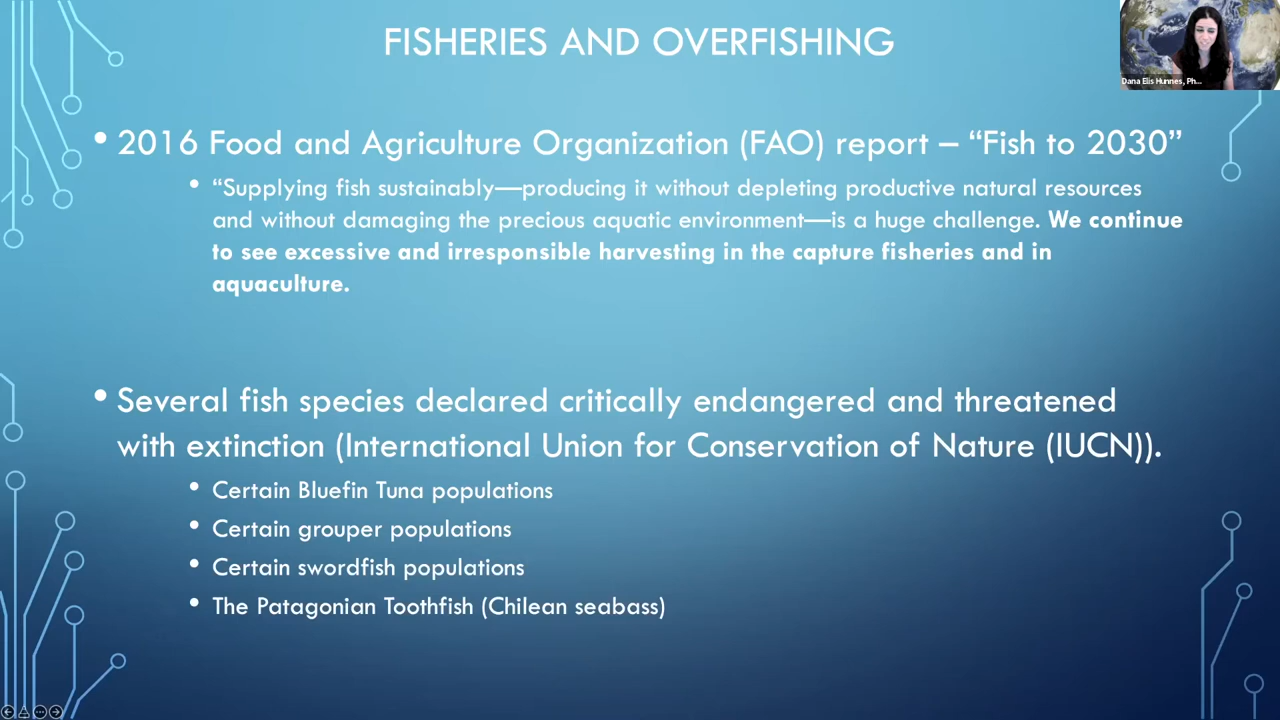 FISHERIES AND OVERFISHING
Dana Elis Hunnes, Ph...
• 2016 Food and Agriculture Organization (FAO) report – “Fish to 2030”
• “Supplying fish sustainably—producing it without depleting productive natural resources
and without damaging the precious aquatic environment—is a huge challenge. We continue
to see excessive and irresponsible harvesting in the capture fisheries and in
aquaculture.
• Several fish species declared critically endangered and threatened
with extinction (International Union for Conservation of Nature (IUCN)).
• Certain Bluefin Tuna populations
• Certain grouper populations
• Certain swordfish populations
• The Patagonian Toothfish (Chilean seabass)